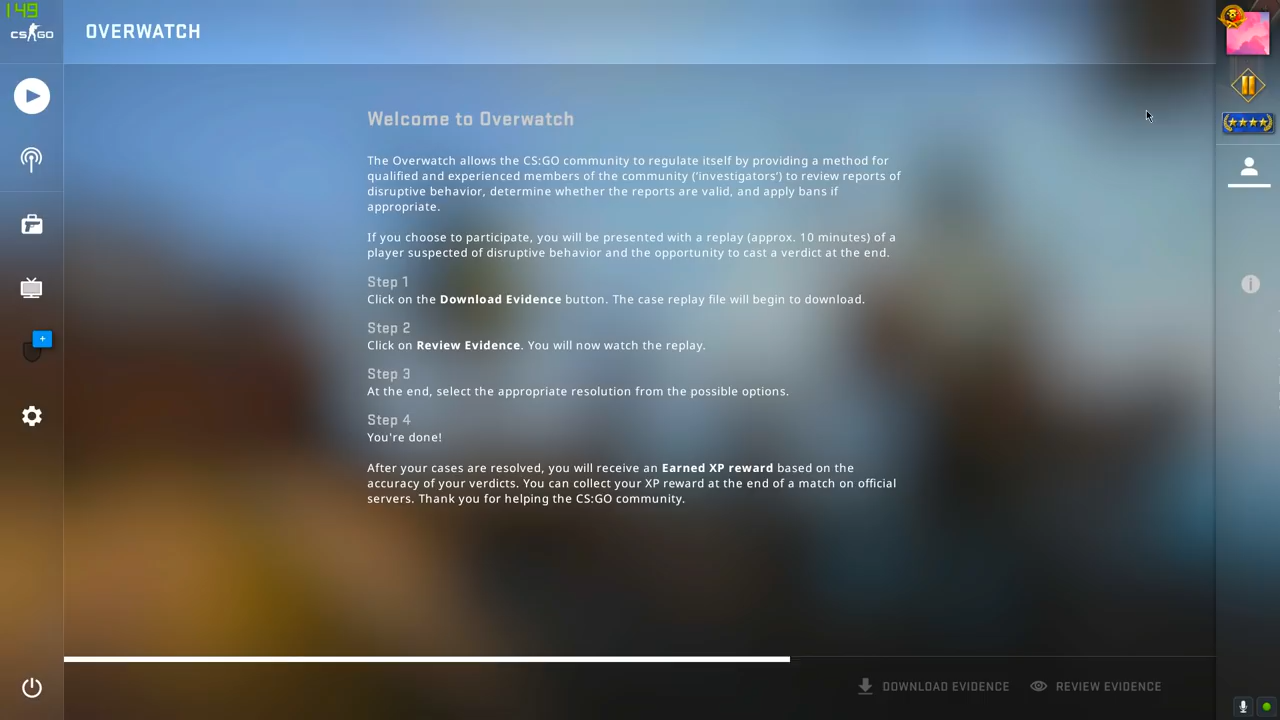 149
CS GO
OVERWATCH
Welcome to Overwatch
The Overwatch allows the CS:GO community to regulate itself by providing a method for
qualified and experienced members of the community ('investigators') to review reports of
disruptive behavior, determine whether the reports are valid, and apply bans if
appropriate.
If you choose to participate, you will be presented with a replay (approx. 10 minutes) of a
player suspected of disruptive behavior and the opportunity to cast a verdict at the end.
Step 1
Click on the Download Evidence button. The case replay file will begin to download.
Step 2
Click on Review Evidence. You will now watch the replay.
Step 3
At the end, select the appropriate resolution from the possible options.
Step 4
You're done!
After your cases are resolved, you will receive an Earned XP reward based on the
accuracy of your verdicts. You can collect your XP reward at the end of a match on official
servers. Thank you for helping the CS:GO community.
DOWNLOAD EVIDENCE
REVIEW EVIDENCE